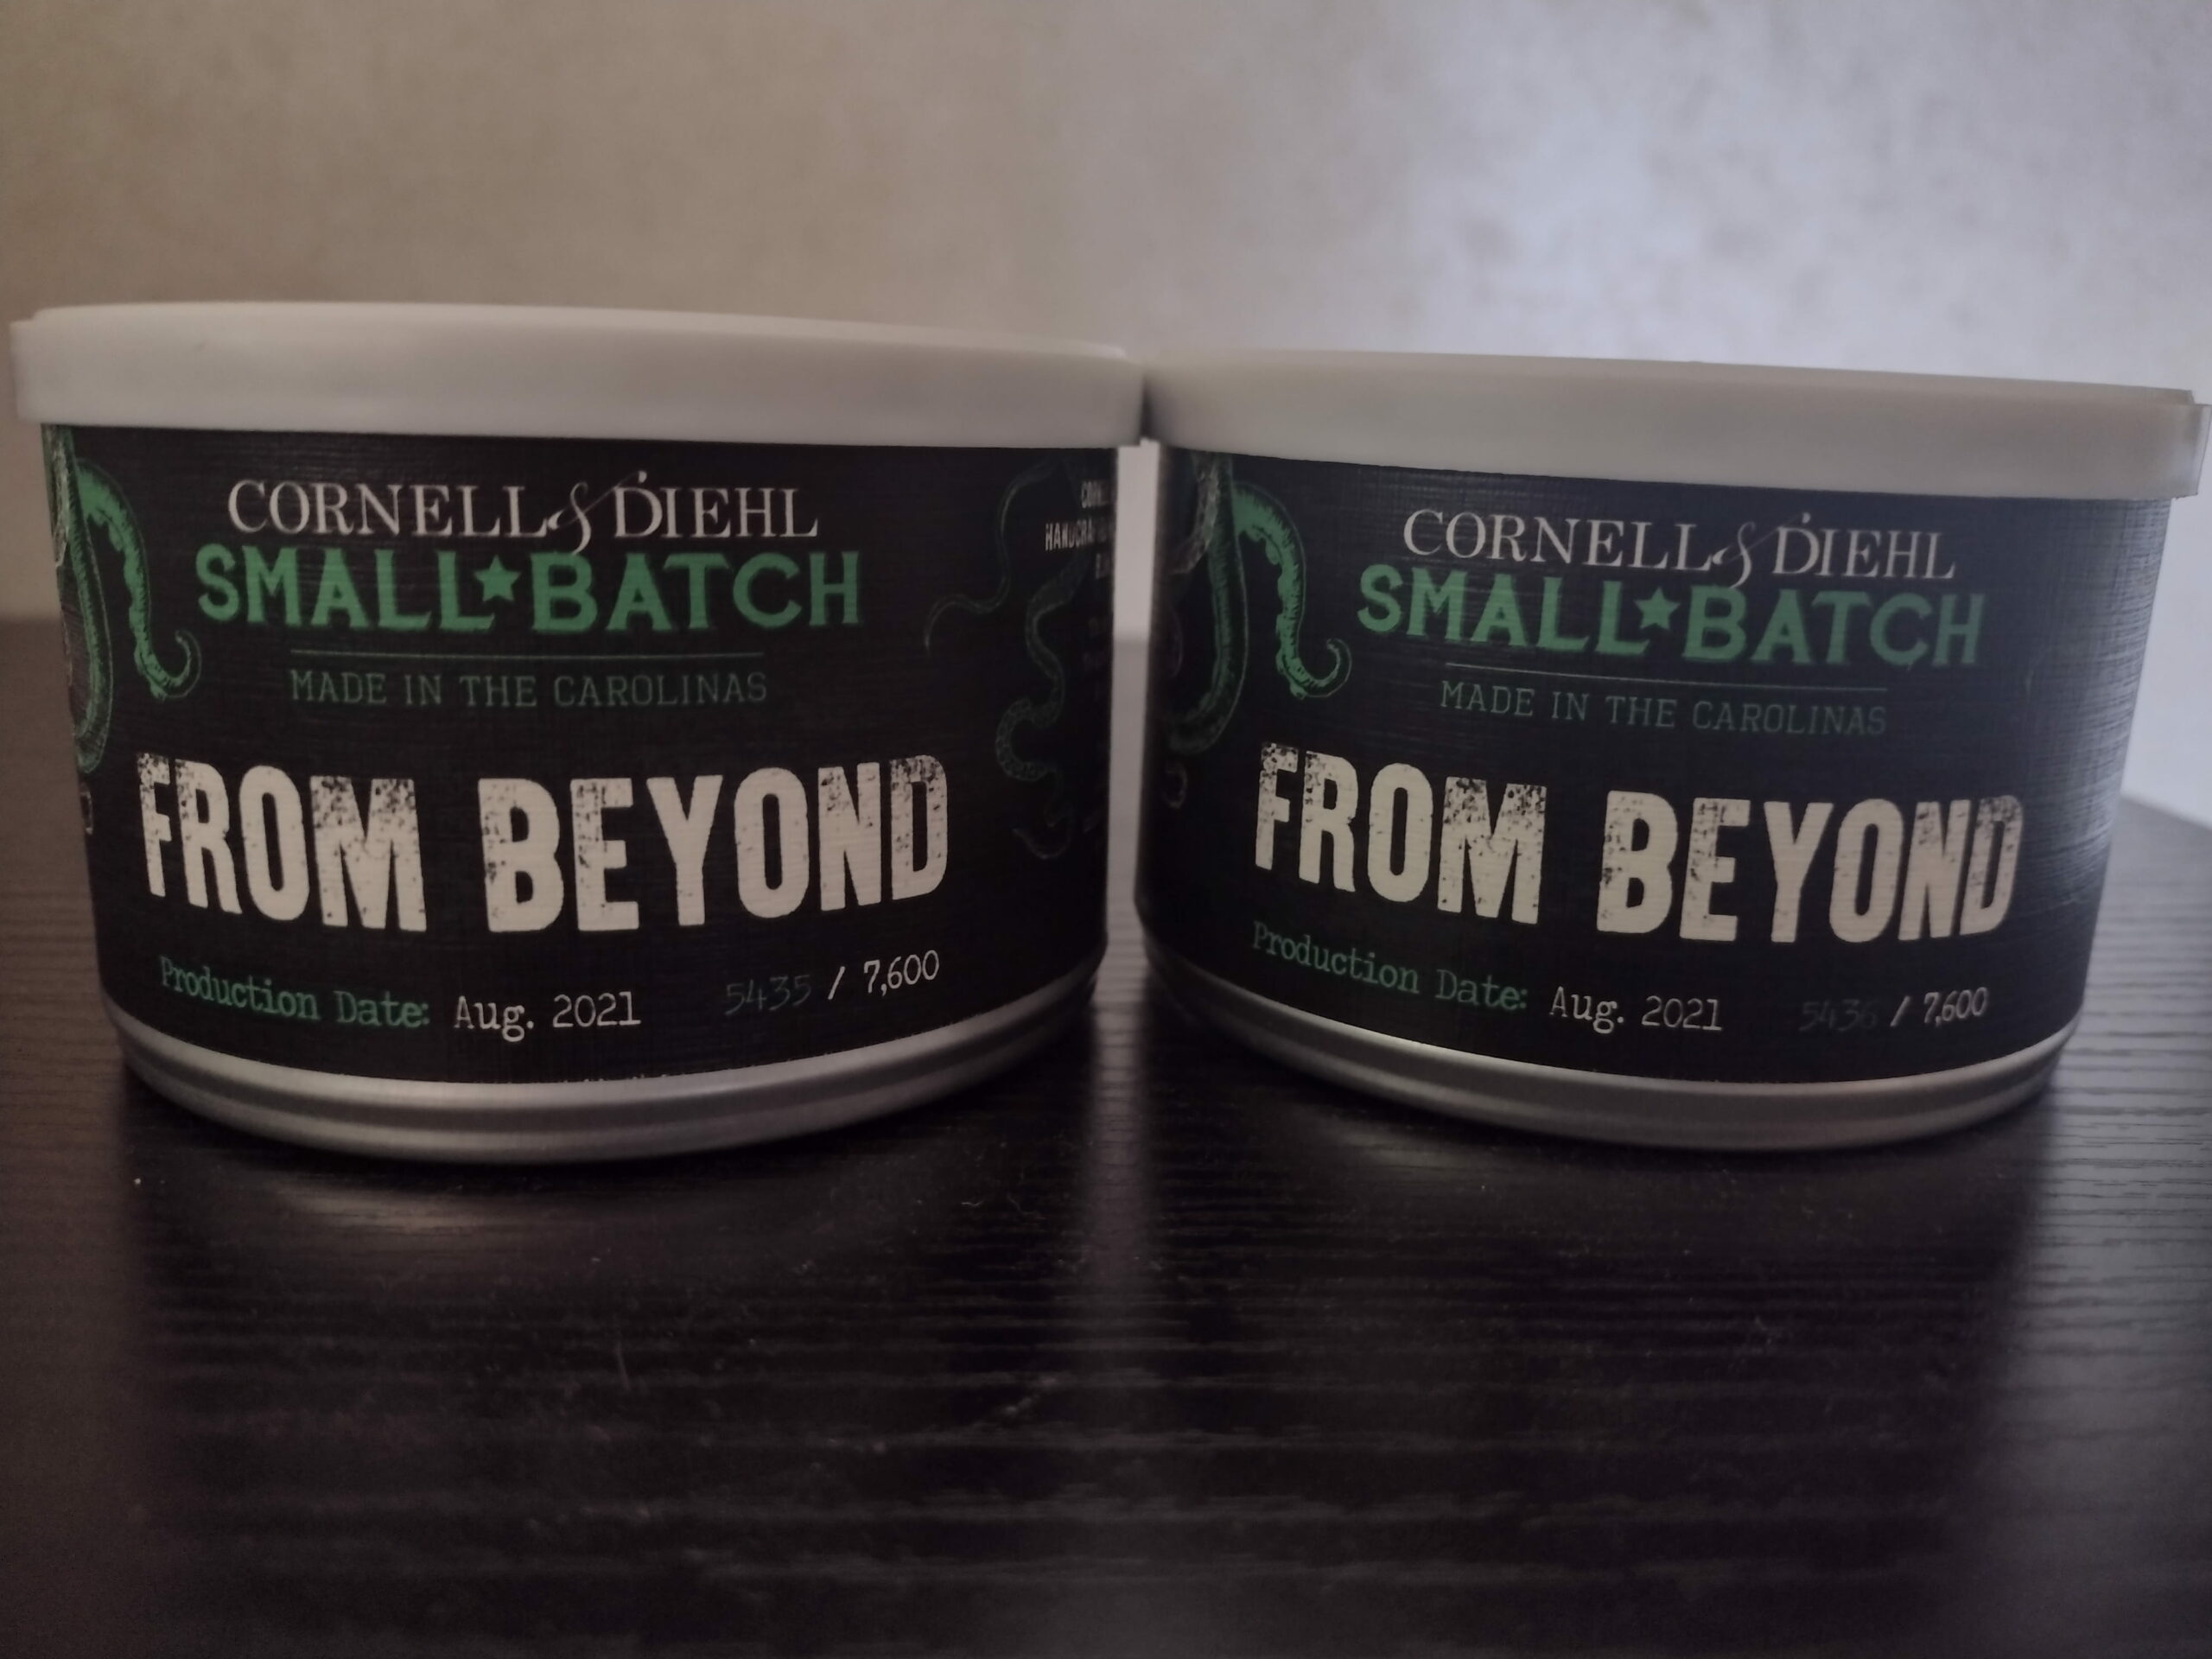 CORNELL & DIEHL
SMALL★BATCH
MADE IN THE CAROLINAS
FROM BEYOND
Production Date: Aug. 2021 5435 / 7,600
CORNELL & DIEHL
SMALL★BATCH
MADE IN THE CAROLINAS
FROM BEYOND
Production Date: Aug. 2021 5436 / 7,600